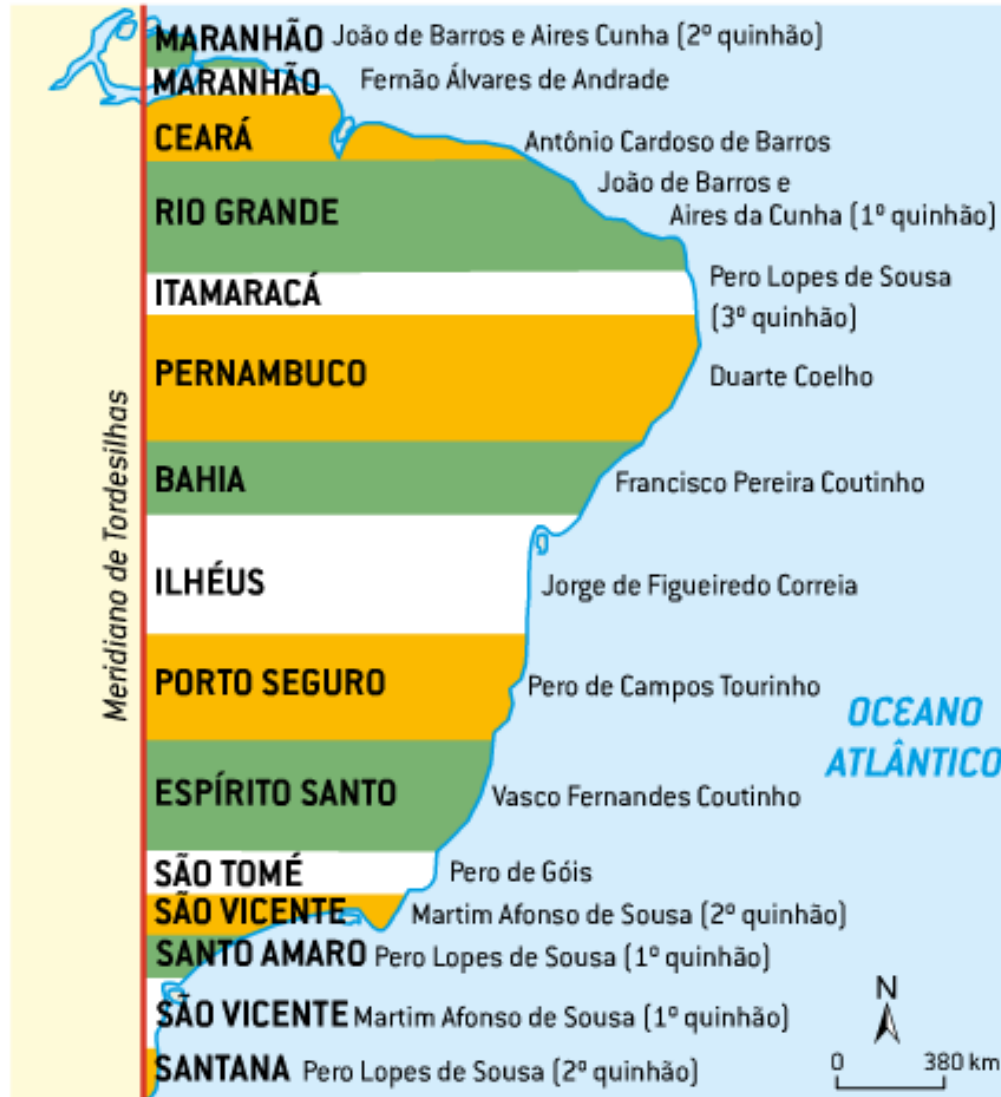 MARANHÃO João de Barros e Aires Cunha (2º quinhão)
MARANHÃO Fernão Álvares de Andrade
CEARÁ Antônio Cardoso de Barros
João de Barros e
RIO GRANDE Aires da Cunha (1º quinhão)
Pero Lopes de Sousa
ITAMARACÁ
(3º quinhão)
PERNAMBUCO Duarte Coelho
Meridiano de Tordesilhas
BAHIA Francisco Pereira Coutinho
ILHÉUS Jorge de Figueiredo Correia
PORTO SEGURO Pero de Campos Tourinho
OCEANO
ATLÂNTICO
ESPÍRITO SANTO Vasco Fernandes Coutinho
SÃO TOMÉ Pero de Góis
SÃO VICENTE Martim Afonso de Sousa (2º quinhão)
SANTO AMARO Pero Lopes de Sousa (1º quinhão)
SÃO VICENTE Martim Afonso de Sousa (1º quinhão)
SANTANA Pero Lopes de Sousa (2º quinhão)
N
0 380 km